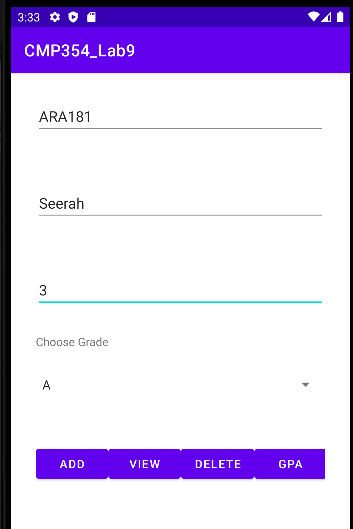 3:33
CMP354_Lab9
ARA181
Seerah
3
Choose Grade
A
ADD VIEW DELETE GPA